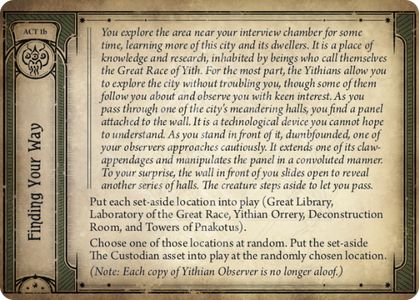 ACT 1b
Finding Your Way
You explore the area near your interview chamber for some
time, learning more of this city and its dwellers. It is a place of
knowledge and research, inhabited by beings who call themselves
the Great Race of Yith. For the most part, the Yithians allow you
to explore the city without troubling you, though some of them
follow you about and observe you with keen interest. As you
pass through one of the city's meandering halls, you find a panel
attached to the wall. It is a technological device you cannot hope
to understand. As you stand in front of it, dumbfounded, one of
your observers approaches cautiously. It extends one of its claw-
appendages and manipulates the panel in a convoluted manner.
To your surprise, the wall in front of you slides open to reveal
another series of halls. The creature steps aside to let you pass.
Put each set-aside location into play (Great Library,
Laboratory of the Great Race, Yithian Orrery, Deconstruction
Room, and Towers of Pnakotus).
Choose one of those locations at random. Put the set-aside
The Custodian asset into play at the randomly chosen location.
(Note: Each copy of Yithian Observer is no longer aloof.)